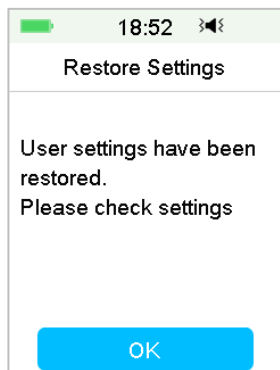 18:52
Restore Settings
User settings have been
restored.
Please check settings
OK